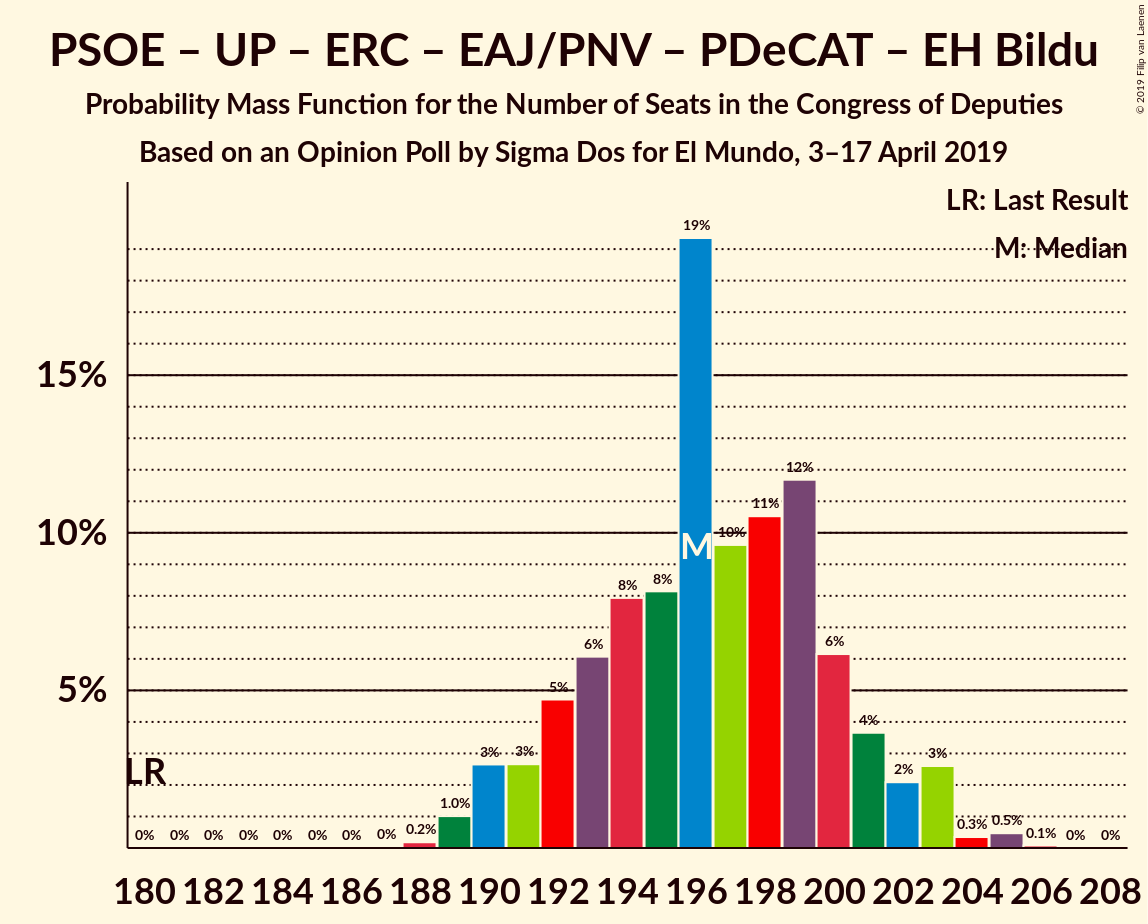 PSOE – UP – ERC – EAJ/PNV – PDeCAT – EH Bildu
Probability Mass Function for the Number of Seats in the Congress of Deputies
Based on an Opinion Poll by Sigma Dos for El Mundo, 3–17 April 2019
© 2019 Filip van Laenen
LR: Last Result
M: Median
15%
10%
5%
LR
M
0% 0% 0% 0% 0% 0% 0% 0% 0.2% 1.0% 3% 3% 5% 6% 8% 8% 19% 10% 11% 12% 6% 4% 2% 3% 0.3% 0.5% 0.1% 0% 0%
180 182 184 186 188 190 192 194 196 198 200 202 204 206 208